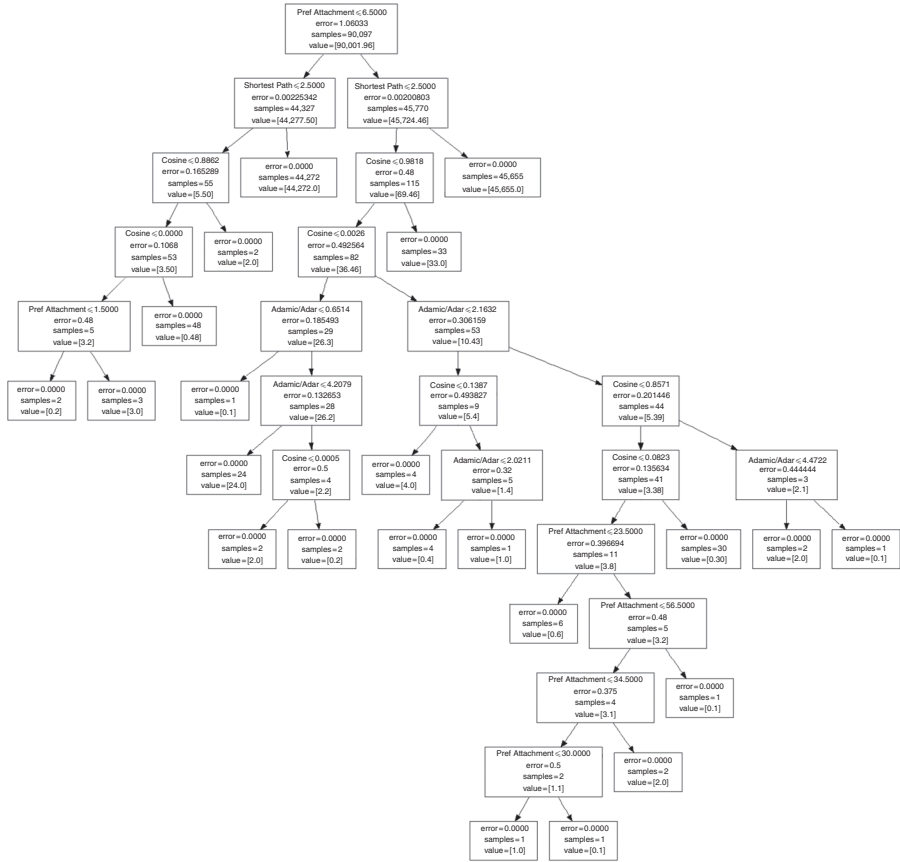 Pref Attachment⩽6.5000
error=1.06033
samples=90,097
value=[90,001.96]
Shortest Path⩽2.5000
error=0.00225342
samples=44,327
value=[44,277.50]
Shortest Path⩽2.5000
error=0.00200803
samples=45,770
value=[45,724.46]
Cosine⩽0.8862
error=0.165289
samples=55
value=[5.50]
error=0.0000
samples=44,272
value=[44,272.0]
Cosine⩽0.9818
error=0.48
samples=115
value=[69.46]
error=0.0000
samples=45,655
value=[45,655.0]
Cosine⩽0.0000
error=0.1068
samples=53
value=[3.50]
error=0.0000
samples=2
value=[2.0]
Cosine⩽0.0026
error=0.492564
samples=82
value=[36.46]
error=0.0000
samples=33
value=[33.0]
Pref Attachment⩽1.5000
error=0.48
samples=5
value=[3.2]
error=0.0000
samples=48
value=[0.48]
Adamic/Adar⩽0.6514
error=0.185493
samples=29
value=[26.3]
Adamic/Adar⩽2.1632
error=0.306159
samples=53
value=[10.43]
error=0.0000
samples=2
value=[0.2]
error=0.0000
samples=3
value=[3.0]
error=0.0000
samples=1
value=[0.1]
Adamic/Adar⩽4.2079
error=0.132653
samples=28
value=[26.2]
Cosine⩽0.1387
error=0.493827
samples=9
value=[5.4]
Cosine⩽0.8571
error=0.201446
samples=44
value=[5.39]
error=0.0000
samples=24
value=[24.0]
Cosine⩽0.0005
error=0.5
samples=4
value=[2.2]
error=0.0000
samples=4
value=[4.0]
Adamic/Adar⩽2.0211
error=0.32
samples=5
value=[1.4]
Cosine⩽0.0823
error=0.135634
samples=41
value=[3.38]
Adamic/Adar⩽4.4722
error=0.444444
samples=3
value=[2.1]
error=0.0000
samples=2
value=[2.0]
error=0.0000
samples=2
value=[0.2]
error=0.0000
samples=4
value=[0.4]
error=0.0000
samples=1
value=[1.0]
Pref Attachment⩽23.5000
error=0.396694
samples=11
value=[3.8]
error=0.0000
samples=30
value=[0.30]
error=0.0000
samples=2
value=[2.0]
error=0.0000
samples=1
value=[0.1]
error=0.0000
samples=6
value=[0.6]
Pref Attachment⩽56.5000
error=0.48
samples=5
value=[3.2]
Pref Attachment⩽34.5000
error=0.375
samples=4
value=[3.1]
error=0.0000
samples=1
value=[0.1]
Pref Attachment⩽30.0000
error=0.5
samples=2
value=[1.1]
error=0.0000
samples=2
value=[2.0]
error=0.0000
samples=1
value=[1.0]
error=0.0000
samples=1
value=[0.1]